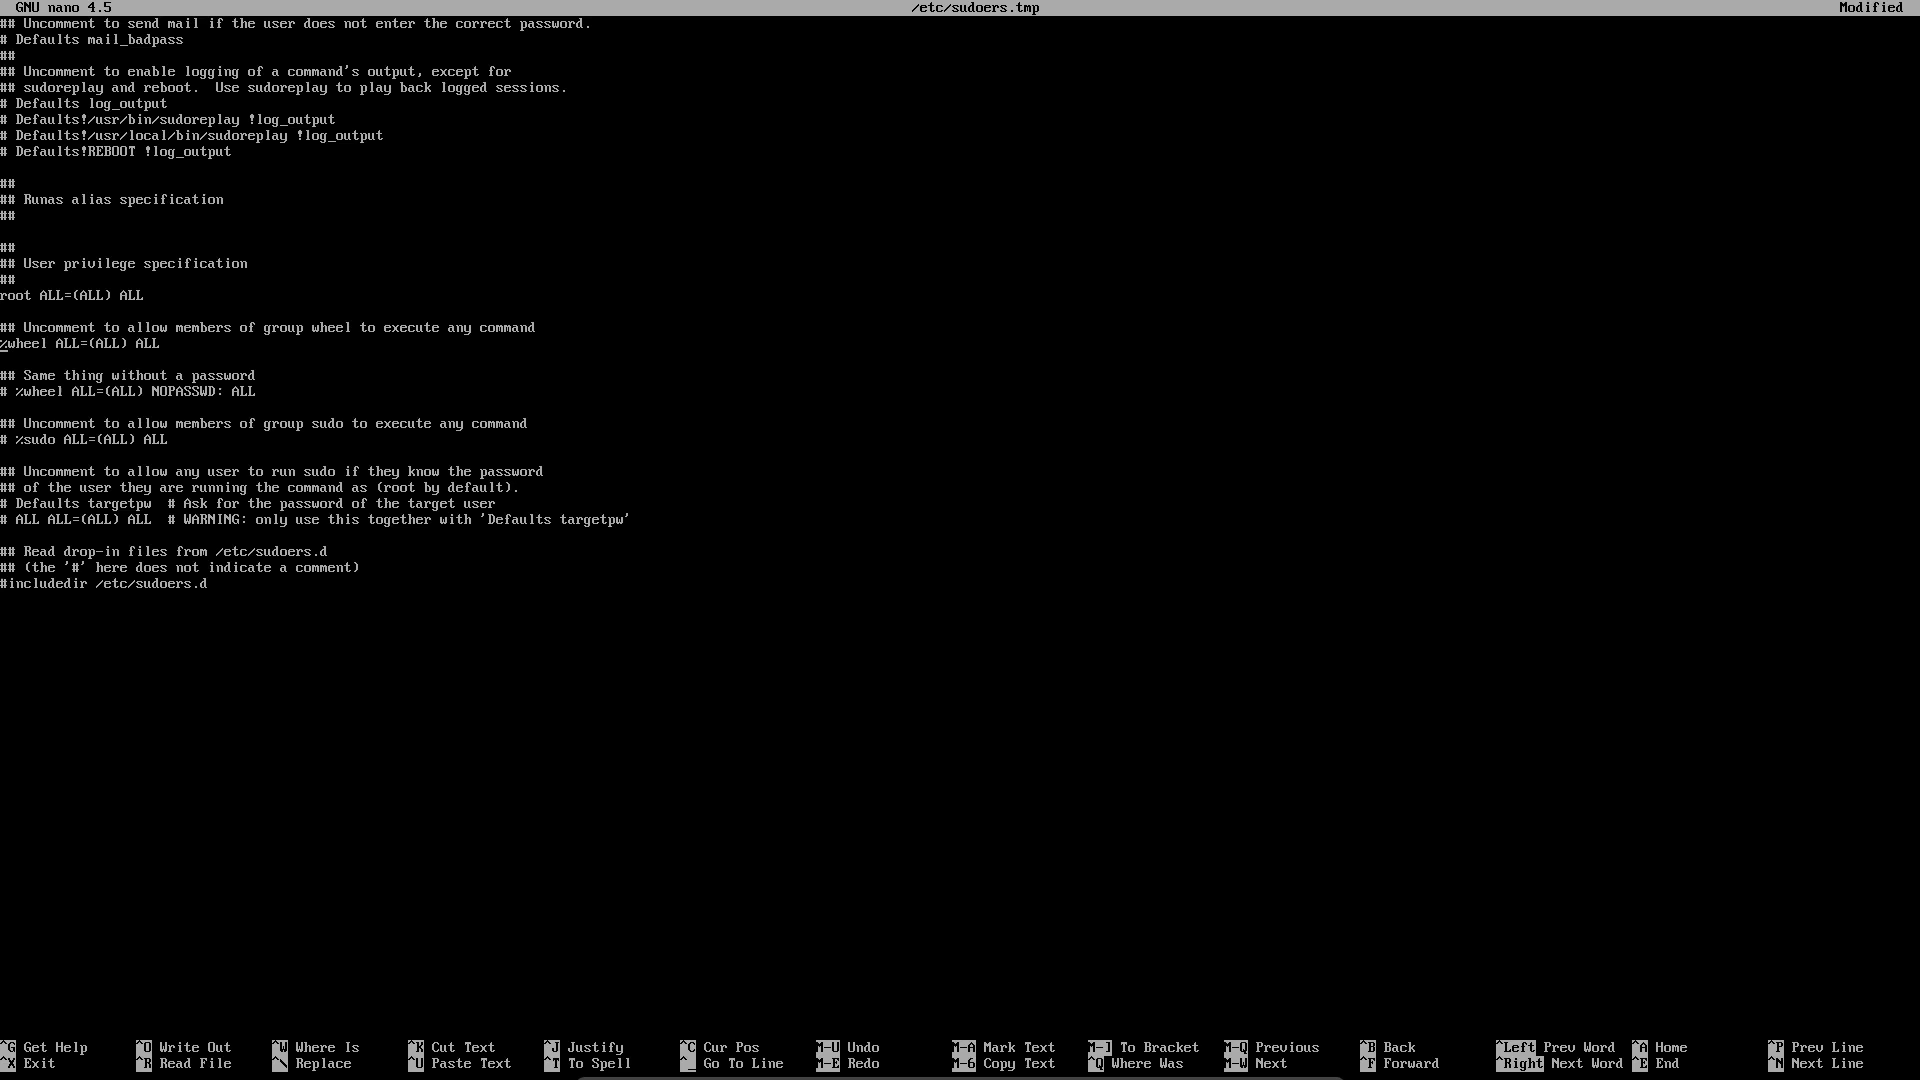 GNU nano 4.5 /etc/sudoers.tmp Modified
## Uncomment to send mail if the user does not enter the correct password.
# Defaults mail_badpass
##
## Uncomment to enable logging of a command's output, except for
## sudoreplay and reboot.  Use sudoreplay to play back logged sessions.
# Defaults log_output
# Defaults!/usr/bin/sudoreplay !log_output
# Defaults!/usr/local/bin/sudoreplay !log_output
# Defaults!REBOOT !log_output
##
## Runas alias specification
##
##
## User privilege specification
##
root ALL=(ALL) ALL
## Uncomment to allow members of group wheel to execute any command
%wheel ALL=(ALL) ALL
## Same thing without a password
# %wheel ALL=(ALL) NOPASSWD: ALL
## Uncomment to allow members of group sudo to execute any command
# %sudo ALL=(ALL) ALL
## Uncomment to allow any user to run sudo if they know the password
## of the user they are running the command as (root by default).
# Defaults targetpw  # Ask for the password of the target user
# ALL ALL=(ALL) ALL  # WARNING: only use this together with 'Defaults targetpw'
## Read drop-in files from /etc/sudoers.d
## (the '#' here does not indicate a comment)
#includedir /etc/sudoers.d
^G Get Help ^O Write Out ^W Where Is ^K Cut Text ^J Justify ^C Cur Pos M-U Undo M-A Mark Text M-] To Bracket M-Q Previous ^B Back ^Left Prev Word ^A Home ^P Prev Line
^X Exit ^R Read File ^\ Replace ^U Paste Text ^T To Spell ^_ Go To Line M-E Redo M-6 Copy Text ^Q Where Was M-W Next ^F Forward ^Right Next Word ^E End ^N Next Line